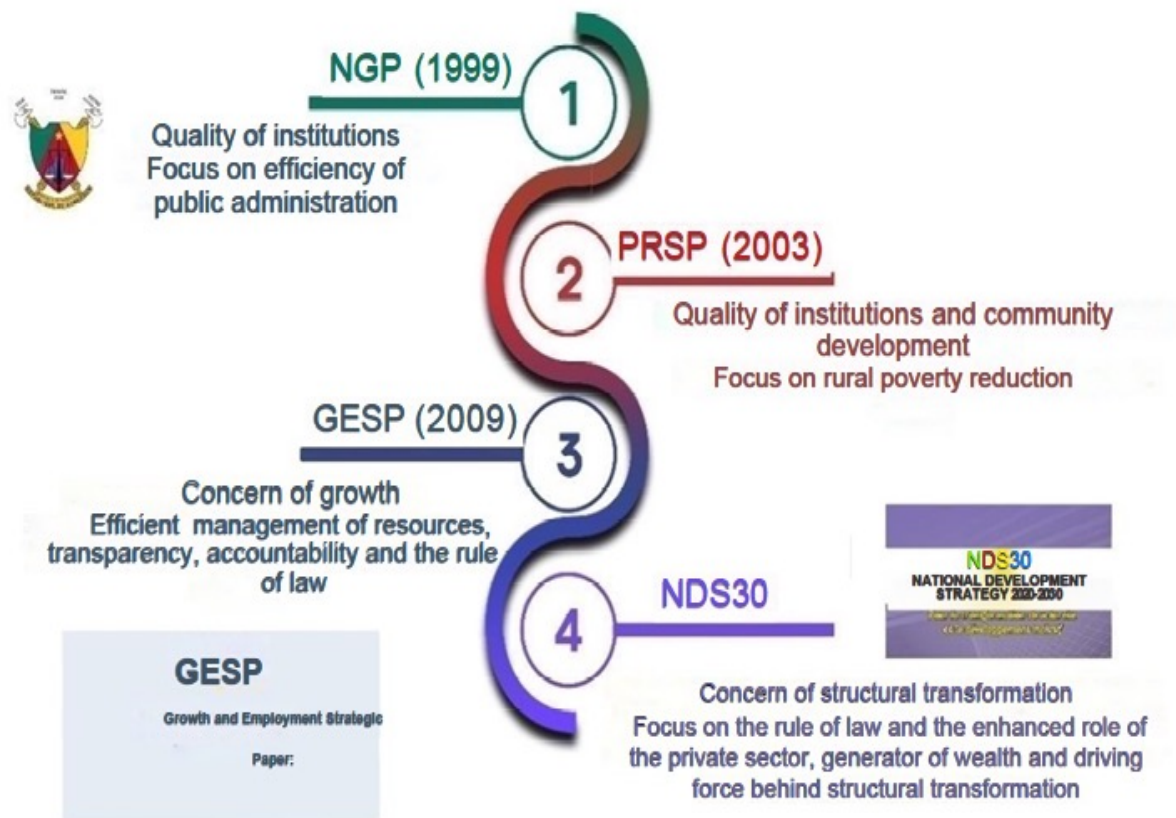 NGP (1999)
1
Quality of institutions
Focus on efficiency of
public administration
2
PRSP (2003)
Quality of institutions and community
development
Focus on rural poverty reduction
GESP (2009)
3
Concern of growth
Efficient management of resources,
transparency, accountability and the rule
of law
NDS30
NATIONAL DEVELOPMENT
STRATEGY 2020-2030
4
NDS30
GESP
Growth and Employment Strategic
Paper:
Concern of structural transformation
Focus on the rule of law and the enhanced role of
the private sector, generator of wealth and driving
force behind structural transformation